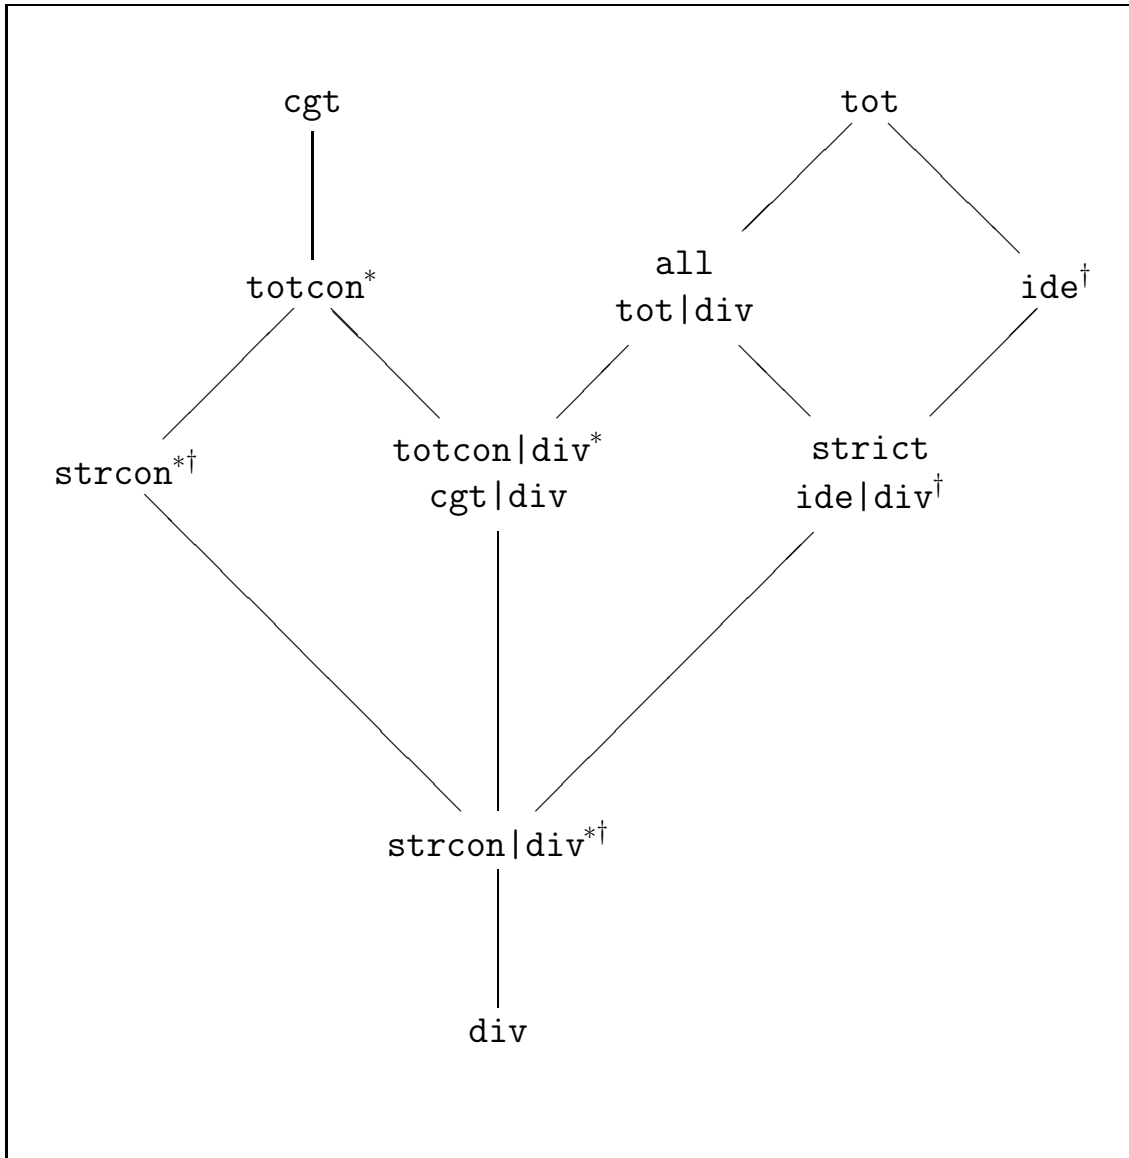 cgt
tot
totcon*
all
tot|div
ide†
strcon*†
totcon|div*
cgt|div
strict
ide|div†
strcon|div*†
div